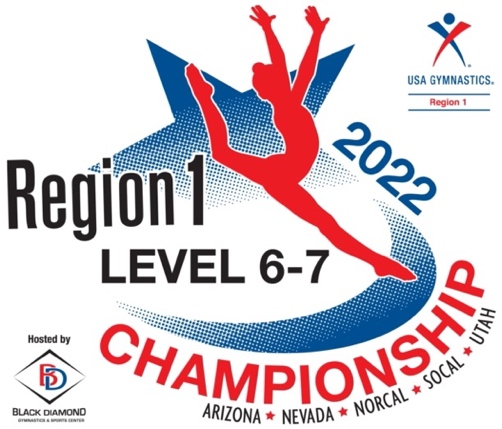 USA GYMNASTICS®
Region 1
2022
Region 1
LEVEL 6-7
CHAMPIONSHIP
ARIZONA ★ NEVADA ★ NORCAL ★ SOCAL ★ UTAH
Hosted by
BD
BLACK DIAMOND
GYMNASTICS & SPORTS CENTER